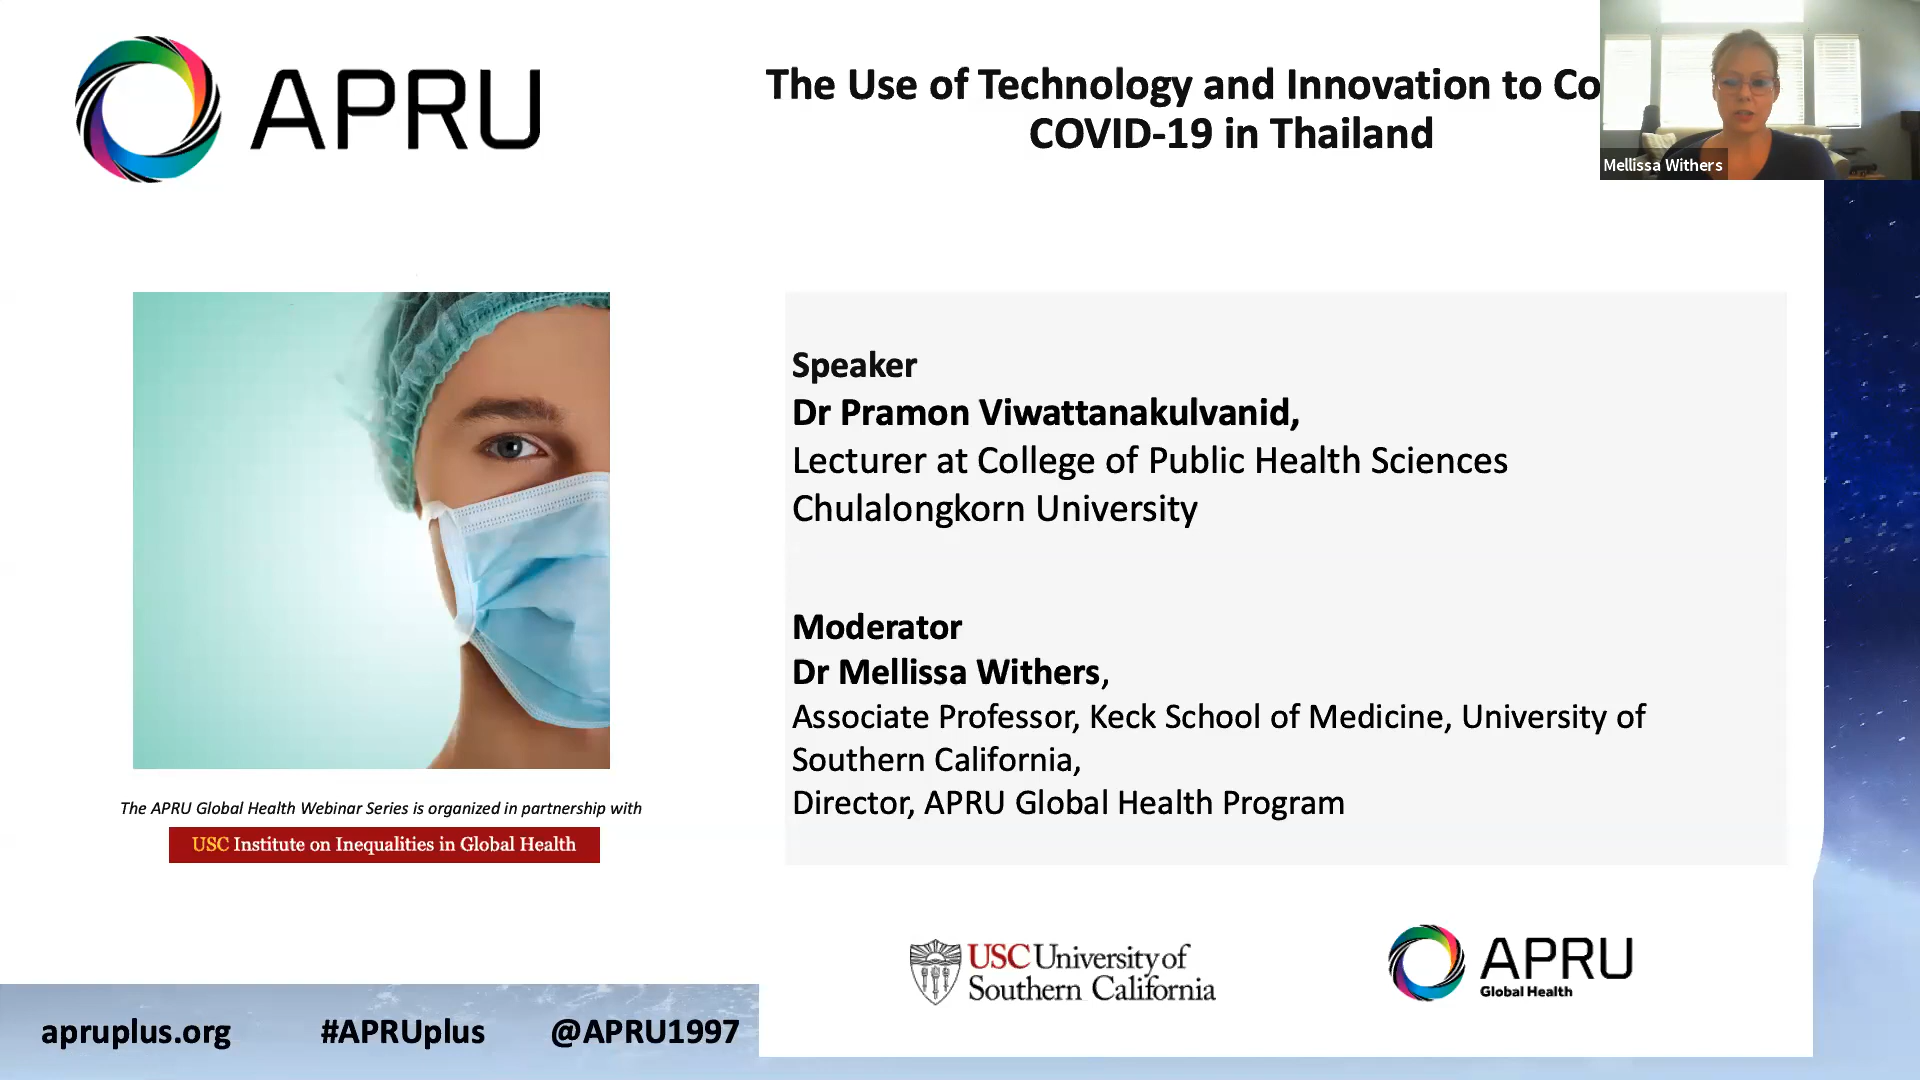 APRU
The Use of Technology and Innovation to Co
COVID-19 in Thailand
Mellissa Withers
Speaker
Dr Pramon Viwattanakulvanid,
Lecturer at College of Public Health Sciences
Chulalongkorn University
Moderator
Dr Mellissa Withers,
Associate Professor, Keck School of Medicine, University of
Southern California,
Director, APRU Global Health Program
The APRU Global Health Webinar Series is organized in partnership with
USC Institute on Inequalities in Global Health
USC University of
Southern California
APRU
Global Health
apruplus.org
#APRUplus
@APRU1997